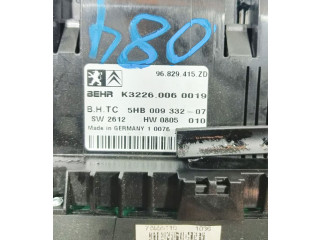 084
96.829.415.ZD
BEHR K3226.006 0019
B.H.TC 5HB 009 332-07
SW 2612 HW 0805 010
Made in GERMANY 1 0076